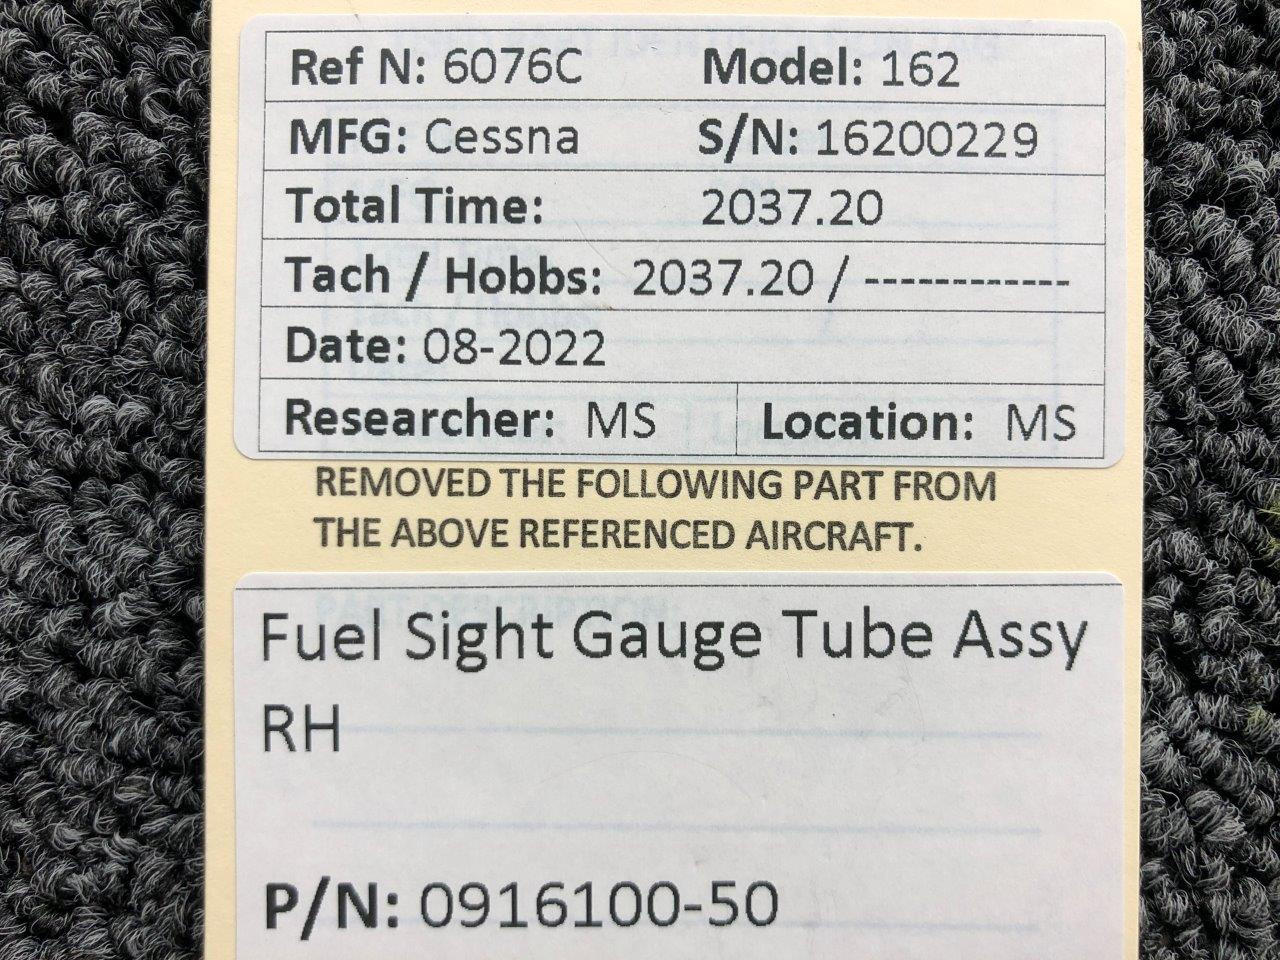 Ref N: 6076C Model: 162
MFG: Cessna S/N: 16200229
Total Time: 2037.20
Tach / Hobbs: 2037.20 / ------------
Date: 08-2022
Researcher: MS Location: MS
REMOVED THE FOLLOWING PART FROM
THE ABOVE REFERENCED AIRCRAFT.
PART DESCRIPTION:
Fuel Sight Gauge Tube Assy
RH
P/N: 0916100-50